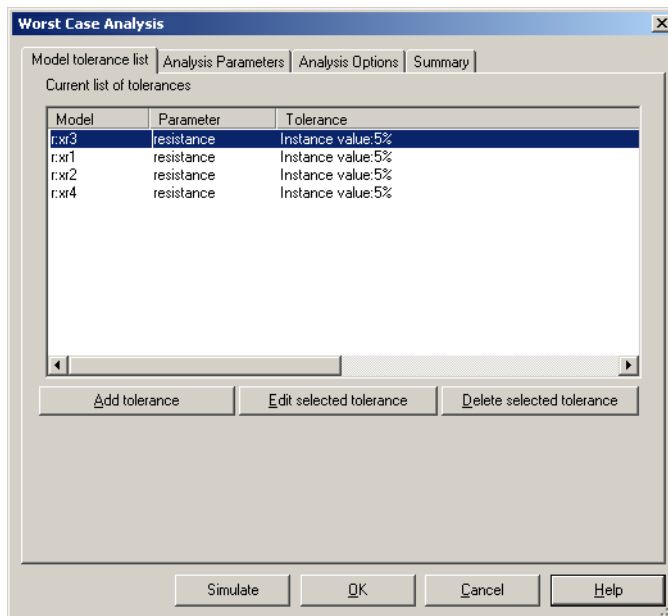 Worst Case Analysis
Model tolerance list Analysis Parameters Analysis Options Summary
Current list of tolerances
Model Parameter Tolerance
r:xr3 resistance Instance value:5%
r:xr1 resistance Instance value:5%
r:xr2 resistance Instance value:5%
r:xr4 resistance Instance value:5%
Add tolerance Edit selected tolerance Delete selected tolerance
Simulate OK Cancel Help